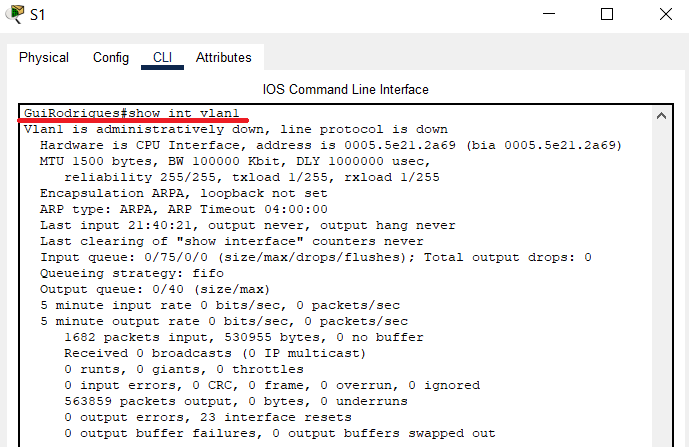 S1
Physical Config CLI Attributes
IOS Command Line Interface
GuiRodrigues#show int vlan1
Vlan1 is administratively down, line protocol is down
Hardware is CPU Interface, address is 0005.5e21.2a69 (bia 0005.5e21.2a69)
MTU 1500 bytes, BW 100000 Kbit, DLY 1000000 usec,
reliability 255/255, txload 1/255, rxload 1/255
Encapsulation ARPA, loopback not set
ARP type: ARPA, ARP Timeout 04:00:00
Last input 21:40:21, output never, output hang never
Last clearing of "show interface" counters never
Input queue: 0/75/0/0 (size/max/drops/flushes); Total output drops: 0
Queueing strategy: fifo
Output queue: 0/40 (size/max)
5 minute input rate 0 bits/sec, 0 packets/sec
5 minute output rate 0 bits/sec, 0 packets/sec
1682 packets input, 530955 bytes, 0 no buffer
Received 0 broadcasts (0 IP multicast)
0 runts, 0 giants, 0 throttles
0 input errors, 0 CRC, 0 frame, 0 overrun, 0 ignored
563859 packets output, 0 bytes, 0 underruns
0 output errors, 23 interface resets
0 output buffer failures, 0 output buffers swapped out